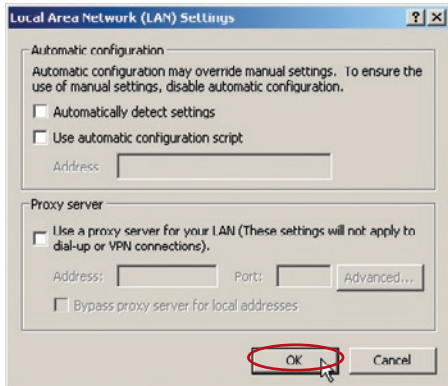 Local Area Network (LAN) Settings
Automatic configuration
Automatic configuration may override manual settings. To ensure the
use of manual settings, disable automatic configuration.
Automatically detect settings
Use automatic configuration script
Address
Proxy server
Use a proxy server for your LAN (These settings will not apply to
dial-up or VPN connections).
Address:
Port:
Advanced...
Bypass proxy server for local addresses
OK
Cancel